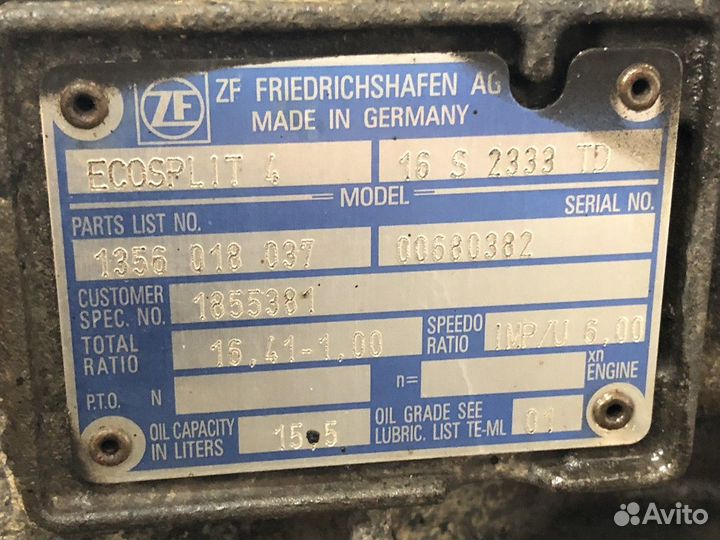 ZF
ZF FRIEDRICHSHAFEN AG
MADE IN GERMANY
ECOSPLIT 4 16 S 2333 TD
MODEL
PARTS LIST NO. SERIAL NO.
1356 018 037 00680382
CUSTOMER SPEC. NO. 1855381
TOTAL RATIO 16,41-1,00 SPEEDO RATIO IMP/U 6,00
P.T.O. N n= xn ENGINE
OIL CAPACITY IN LITERS 15,5 OIL GRADE SEE LUBRIC. LIST TE-ML 01
Avito